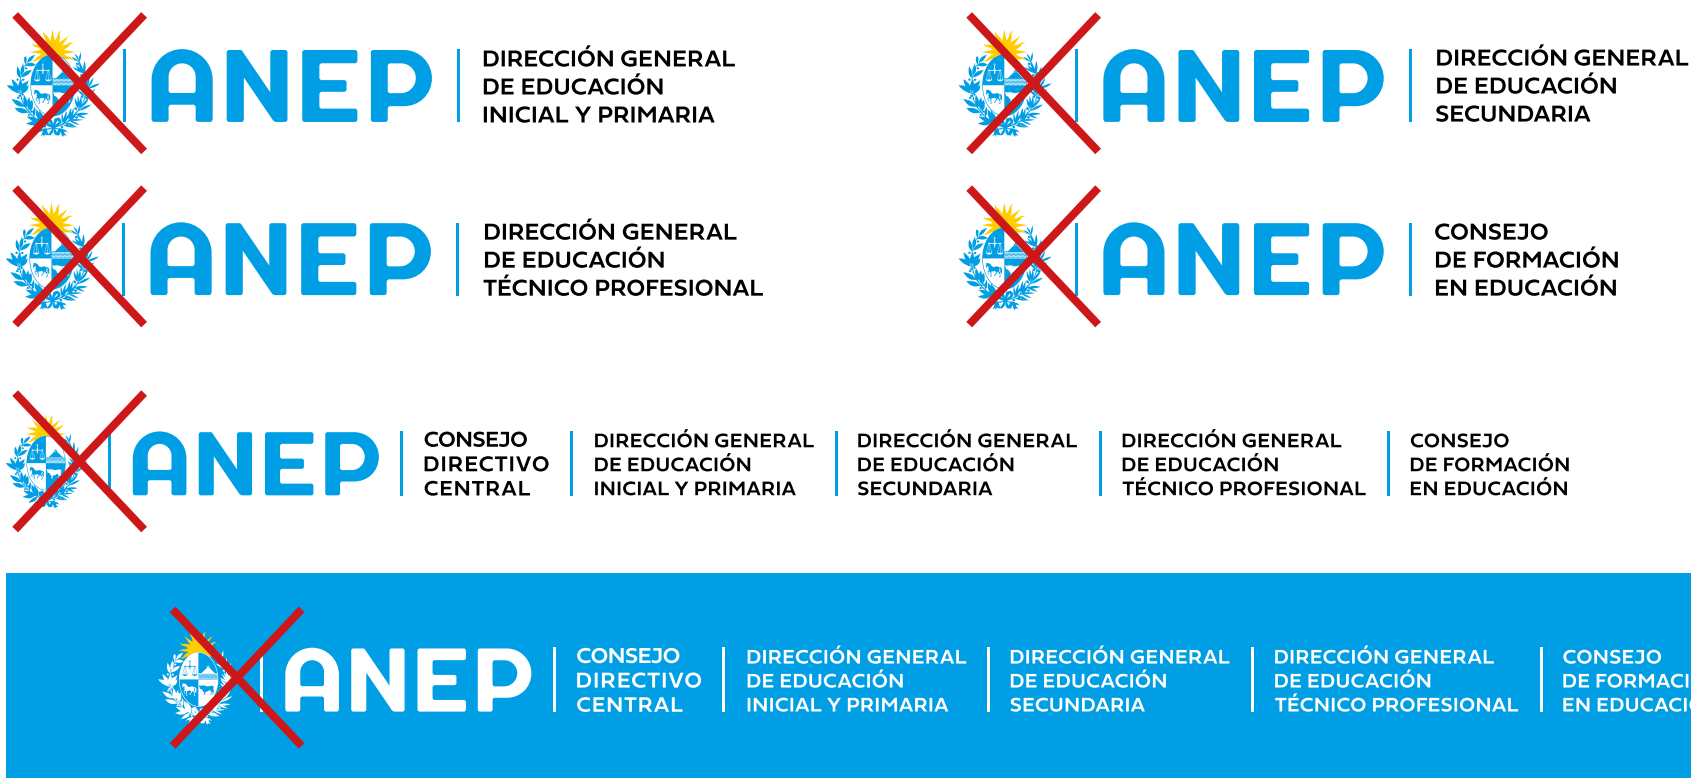 ANEP
DIRECCIÓN GENERAL
DE EDUCACIÓN
INICIAL Y PRIMARIA
ANEP
DIRECCIÓN GENERAL
DE EDUCACIÓN
SECUNDARIA
ANEP
DIRECCIÓN GENERAL
DE EDUCACIÓN
TÉCNICO PROFESIONAL
ANEP
CONSEJO
DE FORMACIÓN
EN EDUCACIÓN
ANEP
CONSEJO
DIRECTIVO
CENTRAL
DIRECCIÓN GENERAL
DE EDUCACIÓN
INICIAL Y PRIMARIA
DIRECCIÓN GENERAL
DE EDUCACIÓN
SECUNDARIA
DIRECCIÓN GENERAL
DE EDUCACIÓN
TÉCNICO PROFESIONAL
CONSEJO
DE FORMACIÓN
EN EDUCACIÓN
ANEP
CONSEJO
DIRECTIVO
CENTRAL
DIRECCIÓN GENERAL
DE EDUCACIÓN
INICIAL Y PRIMARIA
DIRECCIÓN GENERAL
DE EDUCACIÓN
SECUNDARIA
DIRECCIÓN GENERAL
DE EDUCACIÓN
TÉCNICO PROFESIONAL
CONSEJO
DE
EN